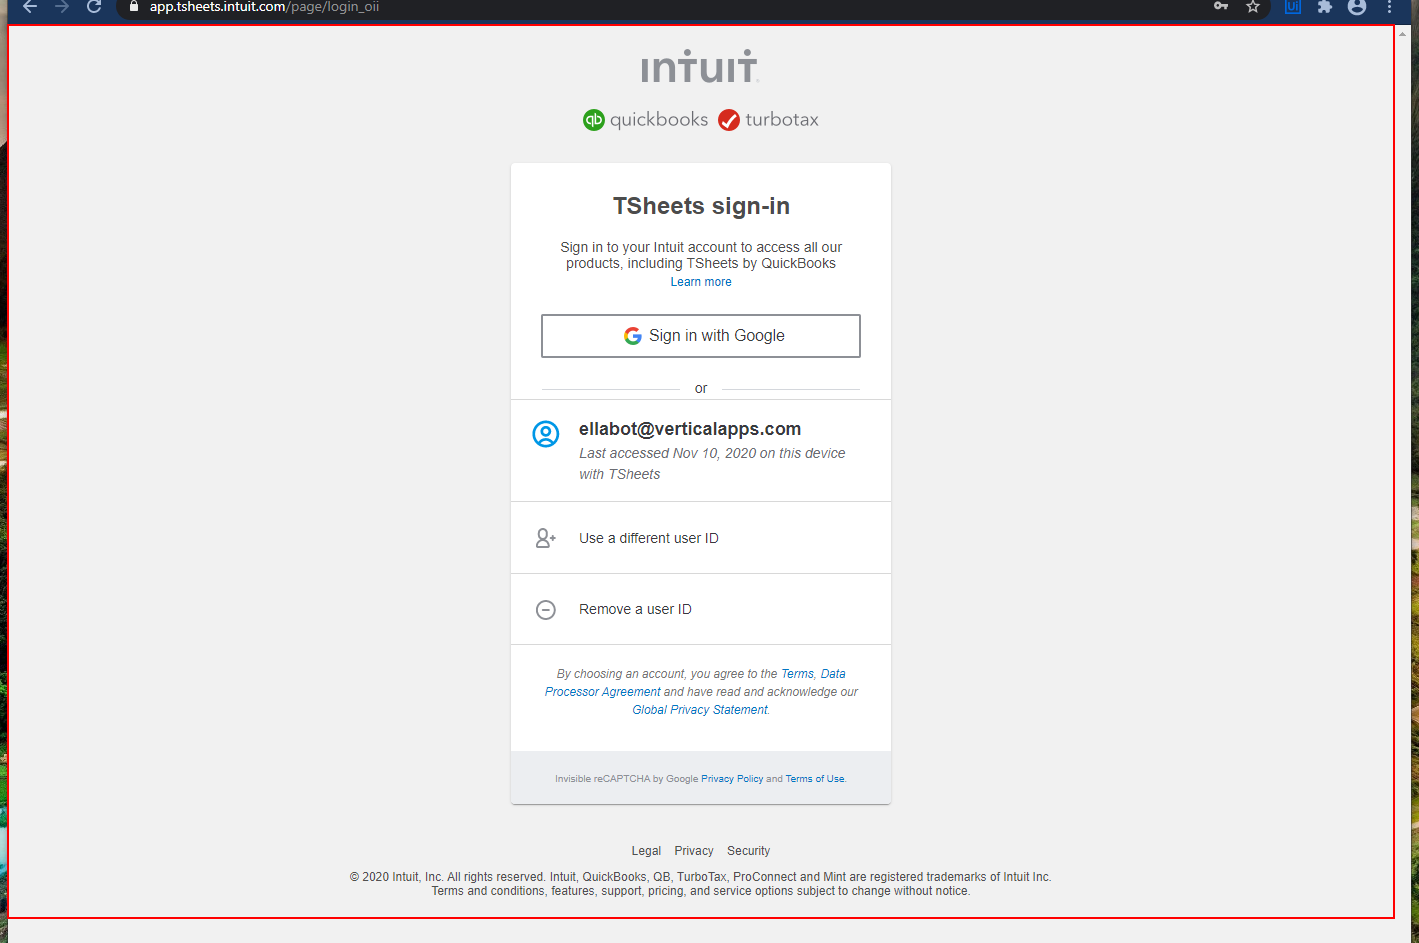 app.tsheets.intuit.com/page/login_oii
intuit
qb quickbooks turbotax
TSheets sign-in
Sign in to your Intuit account to access all our
products, including TSheets by QuickBooks
Learn more
Sign in with Google
or
ellabot@verticalapps.com
Last accessed Nov 10, 2020 on this device
with TSheets
Use a different user ID
Remove a user ID
By choosing an account, you agree to the Terms, Data
Processor Agreement and have read and acknowledge our
Global Privacy Statement.
Invisible reCAPTCHA by Google Privacy Policy and Terms of Use.
Legal Privacy Security
© 2020 Intuit, Inc. All rights reserved. Intuit, QuickBooks, QB, TurboTax, ProConnect and Mint are registered trademarks of Intuit Inc.
Terms and conditions, features, support, pricing, and service options subject to change without notice.